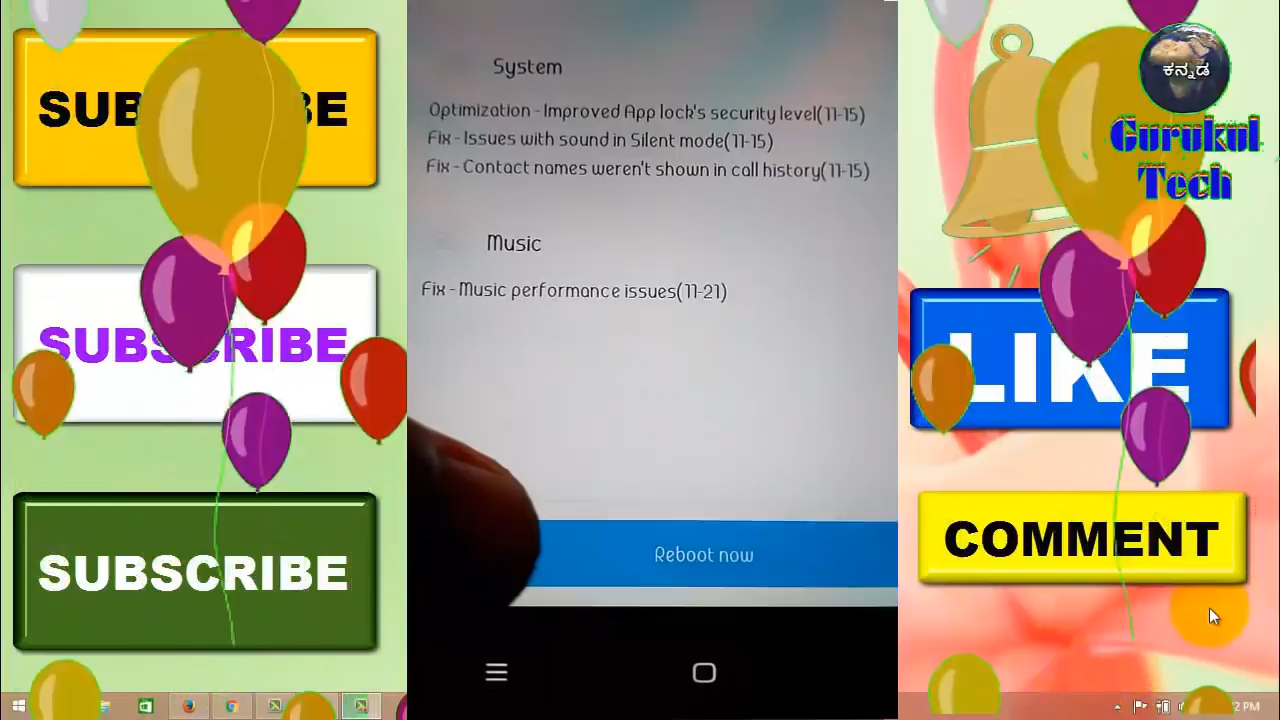 SUBSCRIBE
SUBSCRIBE
SUBSCRIBE
System
Optimization - Improved App lock's security level(11-15)
Fix - Issues with sound in Silent mode(11-15)
Fix - Contact names weren't shown in call history(11-15)
Music
Fix - Music performance issues(11-21)
Reboot now
ಕನ್ನಡ
Gurukul
Tech
LIKE
COMMENT
PM